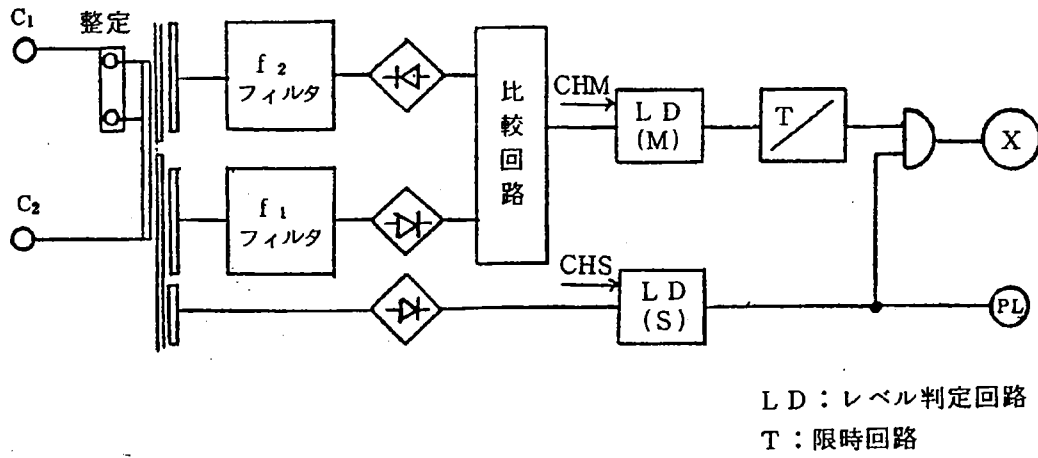 C₁
整定
f₂
フィルタ
比較回路
CHM
LD
(M)
T
X
C₂
f₁
フィルタ
CHS
LD
(S)
PL
LD：レベル判定回路
T：限時回路